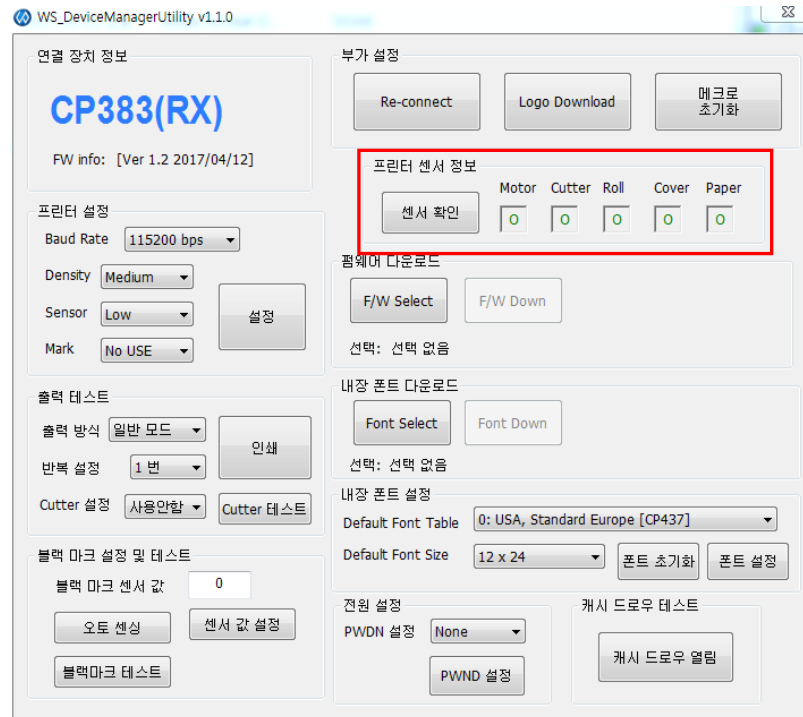 WS_DeviceManagerUtility v1.1.0
연결 장치 정보
CP383(RX)
FW info: [Ver 1.2 2017/04/12]
프린터 설정
Baud Rate 115200 bps
Density Medium
Sensor Low
Mark No USE
설정
출력 테스트
출력 방식 일반 모드
인쇄
반복 설정 1 번
Cutter 설정 사용안함 Cutter 테스트
블랙 마크 설정 및 테스트
블랙 마크 센서 값 0
오토 센싱 센서 값 설정
블랙마크 테스트
부가 설정
Re-connect Logo Download 메크로
초기화
프린터 센서 정보
Motor Cutter Roll Cover Paper
센서 확인 O O O O O
펌웨어 다운로드
F/W Select F/W Down
선택: 선택 없음
내장 폰트 다운로드
Font Select Font Down
선택: 선택 없음
내장 폰트 설정
Default Font Table 0: USA, Standard Europe [CP437]
Default Font Size 12 x 24 폰트 초기화 폰트 설정
전원 설정
PWDN 설정 None
PWND 설정
캐시 드로우 테스트
캐시 드로우 열림